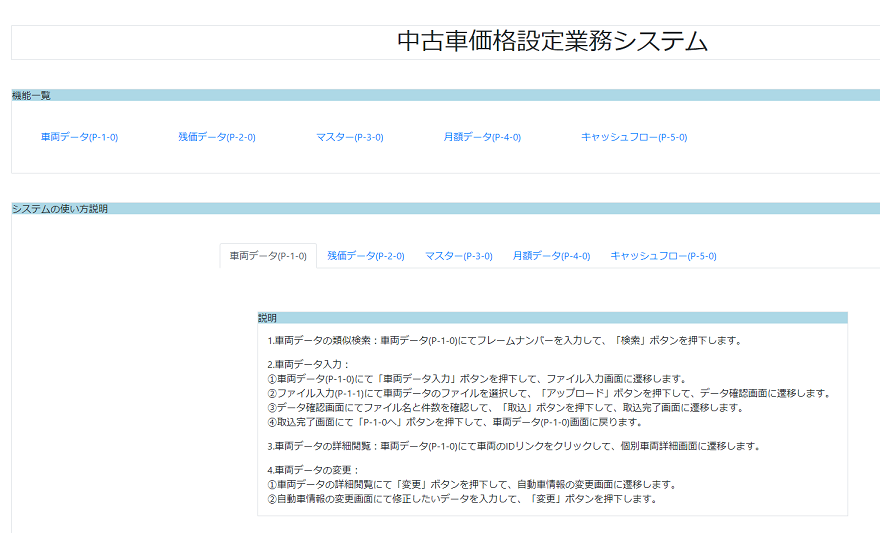 中古車価格設定業務システム
機能一覧
車両データ(P-1-0) 残価データ(P-2-0) マスター(P-3-0) 月額データ(P-4-0) キャッシュフロー(P-5-0)
システムの使い方説明
車両データ(P-1-0) 残価データ(P-2-0) マスター(P-3-0) 月額データ(P-4-0) キャッシュフロー(P-5-0)
説明
1.車両データの類似検索：車両データ(P-1-0)にてフレームナンバーを入力して、「検索」ボタンを押下します。
2.車両データ入力：
①車両データ(P-1-0)にて「車両データ入力」ボタンを押下して、ファイル入力画面に遷移します。
②ファイル入力(P-1-1)にて車両データのファイルを選択して、「アップロード」ボタンを押下して、データ確認画面に遷移します。
③データ確認画面にてファイル名と件数を確認して、「取込」ボタンを押下して、取込完了画面に遷移します。
④取込完了画面にて「P-1-0へ」ボタンを押下して、車両データ(P-1-0)画面に戻ります。
3.車両データの詳細閲覧：車両データ(P-1-0)にて車両のIDリンクをクリックして、個別車両詳細画面に遷移します。
4.車両データの変更：
①車両データの詳細閲覧にて「変更」ボタンを押下して、自動車情報の変更画面に遷移します。
②自動車情報の変更画面にて修正したいデータを入力して、「変更」ボタンを押下します。